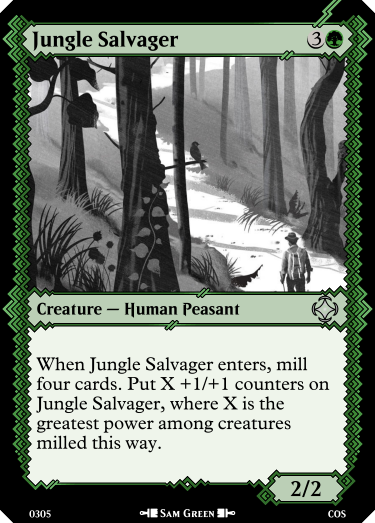 Jungle Salvager 3
Creature — Human Peasant
When Jungle Salvager enters, mill
four cards. Put X +1/+1 counters on
Jungle Salvager, where X is the
greatest power among creatures
milled this way.
2/2
0305 Sam Green COS